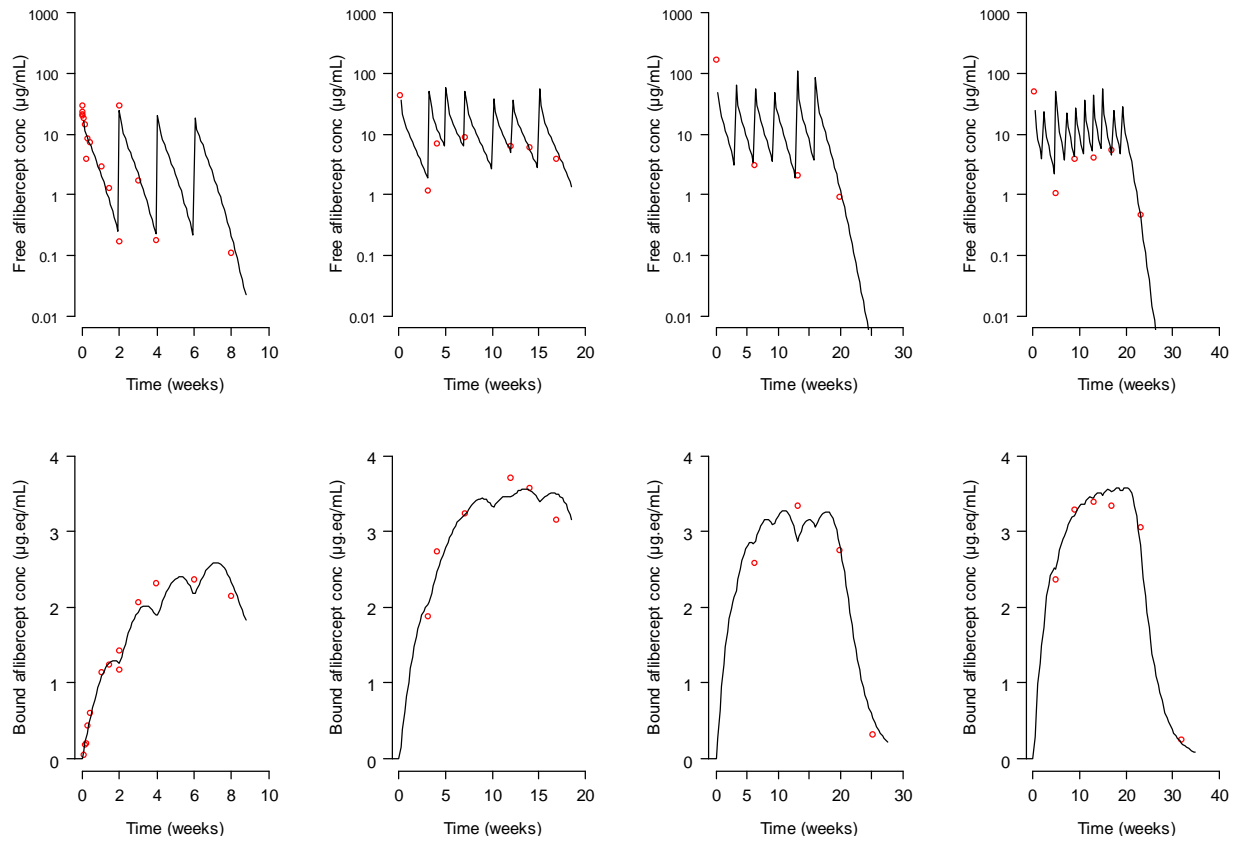 Free aflibercept conc (µg/mL)
1000
100
10
1
0.1
0.01
0 2 4 6 8 10
Time (weeks)
Free aflibercept conc (µg/mL)
1000
100
10
1
0.1
0.01
0 5 10 15 20
Time (weeks)
Free aflibercept conc (µg/mL)
1000
100
10
1
0.1
0.01
0 5 10 15 20 30
Time (weeks)
Free aflibercept conc (µg/mL)
1000
100
10
1
0.1
0.01
0 10 20 30 40
Time (weeks)
Bound aflibercept conc (µg.eq/mL)
4
3
2
1
0
0 2 4 6 8 10
Time (weeks)
Bound aflibercept conc (µg.eq/mL)
4
3
2
1
0
0 5 10 15 20
Time (weeks)
Bound aflibercept conc (µg.eq/mL)
4
3
2
1
0
0 5 10 15 20 30
Time (weeks)
Bound aflibercept conc (µg.eq/mL)
4
3
2
1
0
0 10 20 30 40
Time (weeks)